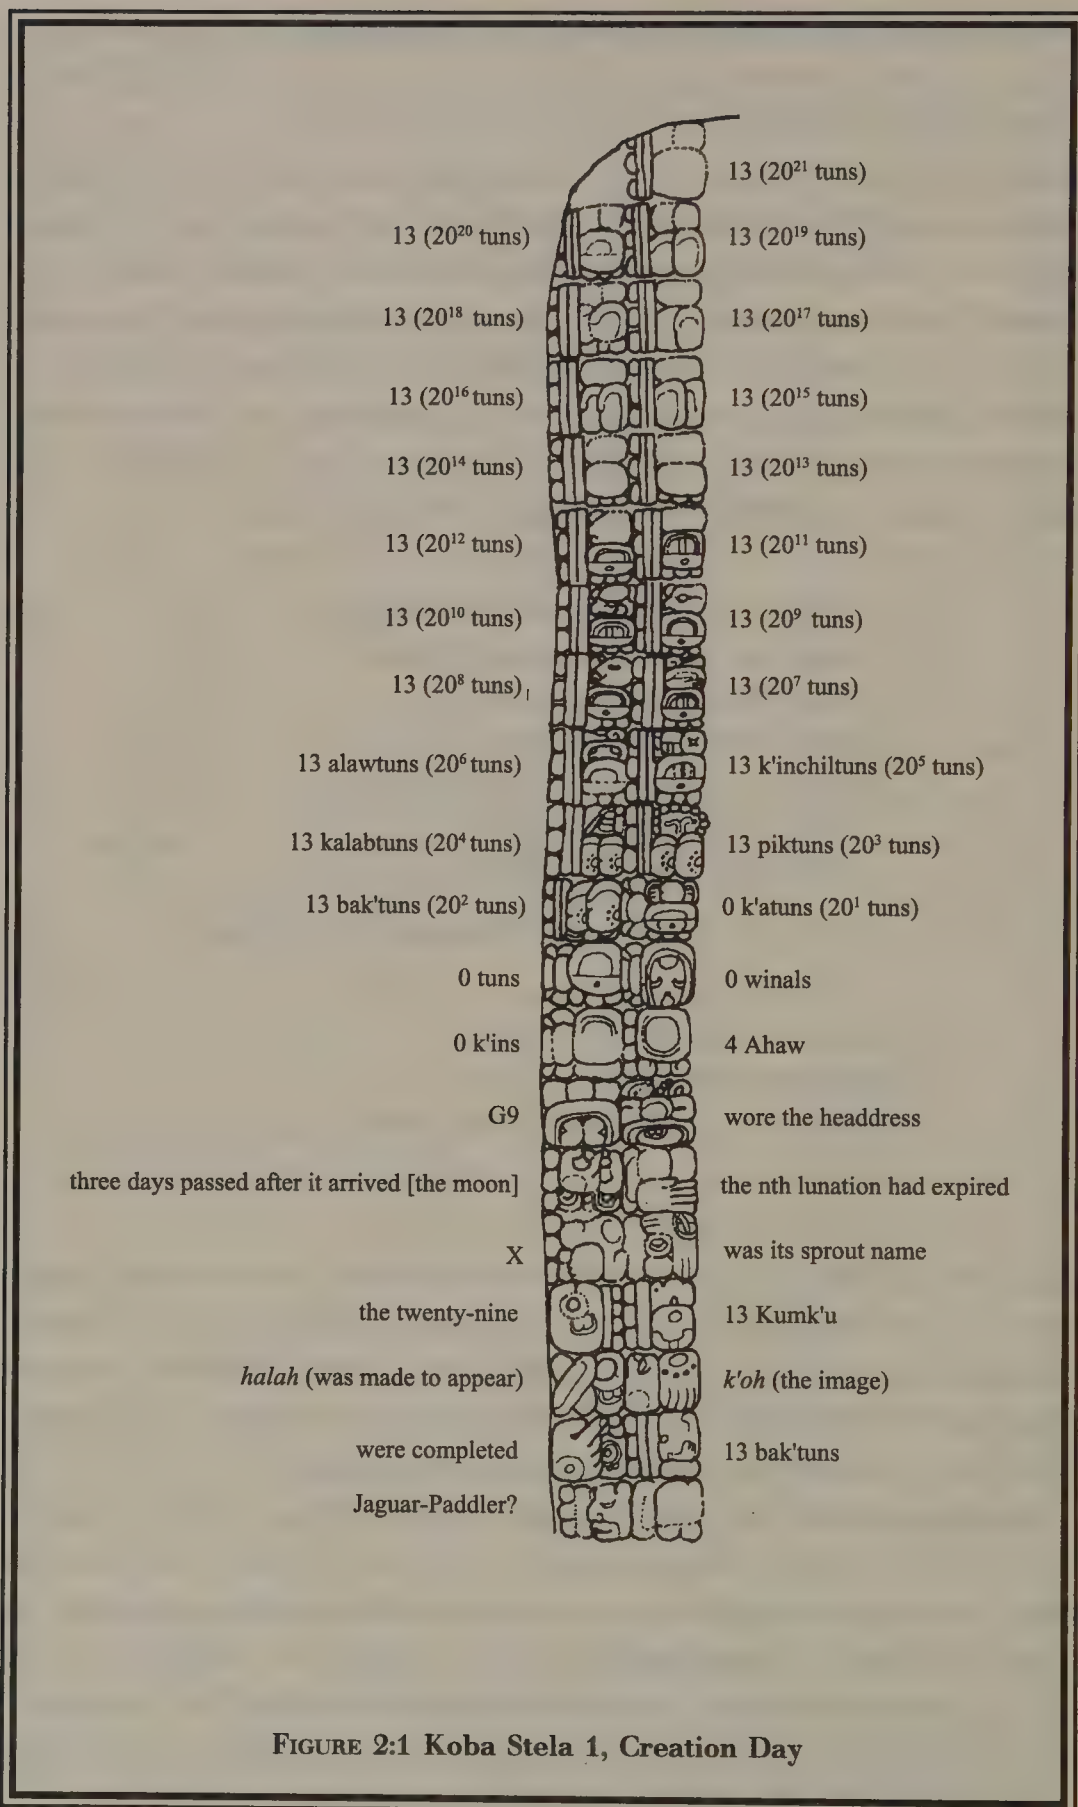 13 (20²¹ tuns)
13 (20²⁰ tuns) 13 (20¹⁹ tuns)
13 (20¹⁸ tuns) 13 (20¹⁷ tuns)
13 (20¹⁶ tuns) 13 (20¹⁵ tuns)
13 (20¹⁴ tuns) 13 (20¹³ tuns)
13 (20¹² tuns) 13 (20¹¹ tuns)
13 (20¹⁰ tuns) 13 (20⁹ tuns)
13 (20⁸ tuns) 13 (20⁷ tuns)
13 alawtuns (20⁶ tuns) 13 k'inchiltuns (20⁵ tuns)
13 kalabtuns (20⁴ tuns) 13 piktuns (20³ tuns)
13 bak'tuns (20² tuns) 0 k'atuns (20¹ tuns)
0 tuns 0 winals
0 k'ins 4 Ahaw
G9 wore the headdress
three days passed after it arrived [the moon] the nth lunation had expired
X was its sprout name
the twenty-nine 13 Kumk'u
halah (was made to appear) k'oh (the image)
were completed 13 bak'tuns
Jaguar-Paddler?
FIGURE 2:1 Koba Stela 1, Creation Day